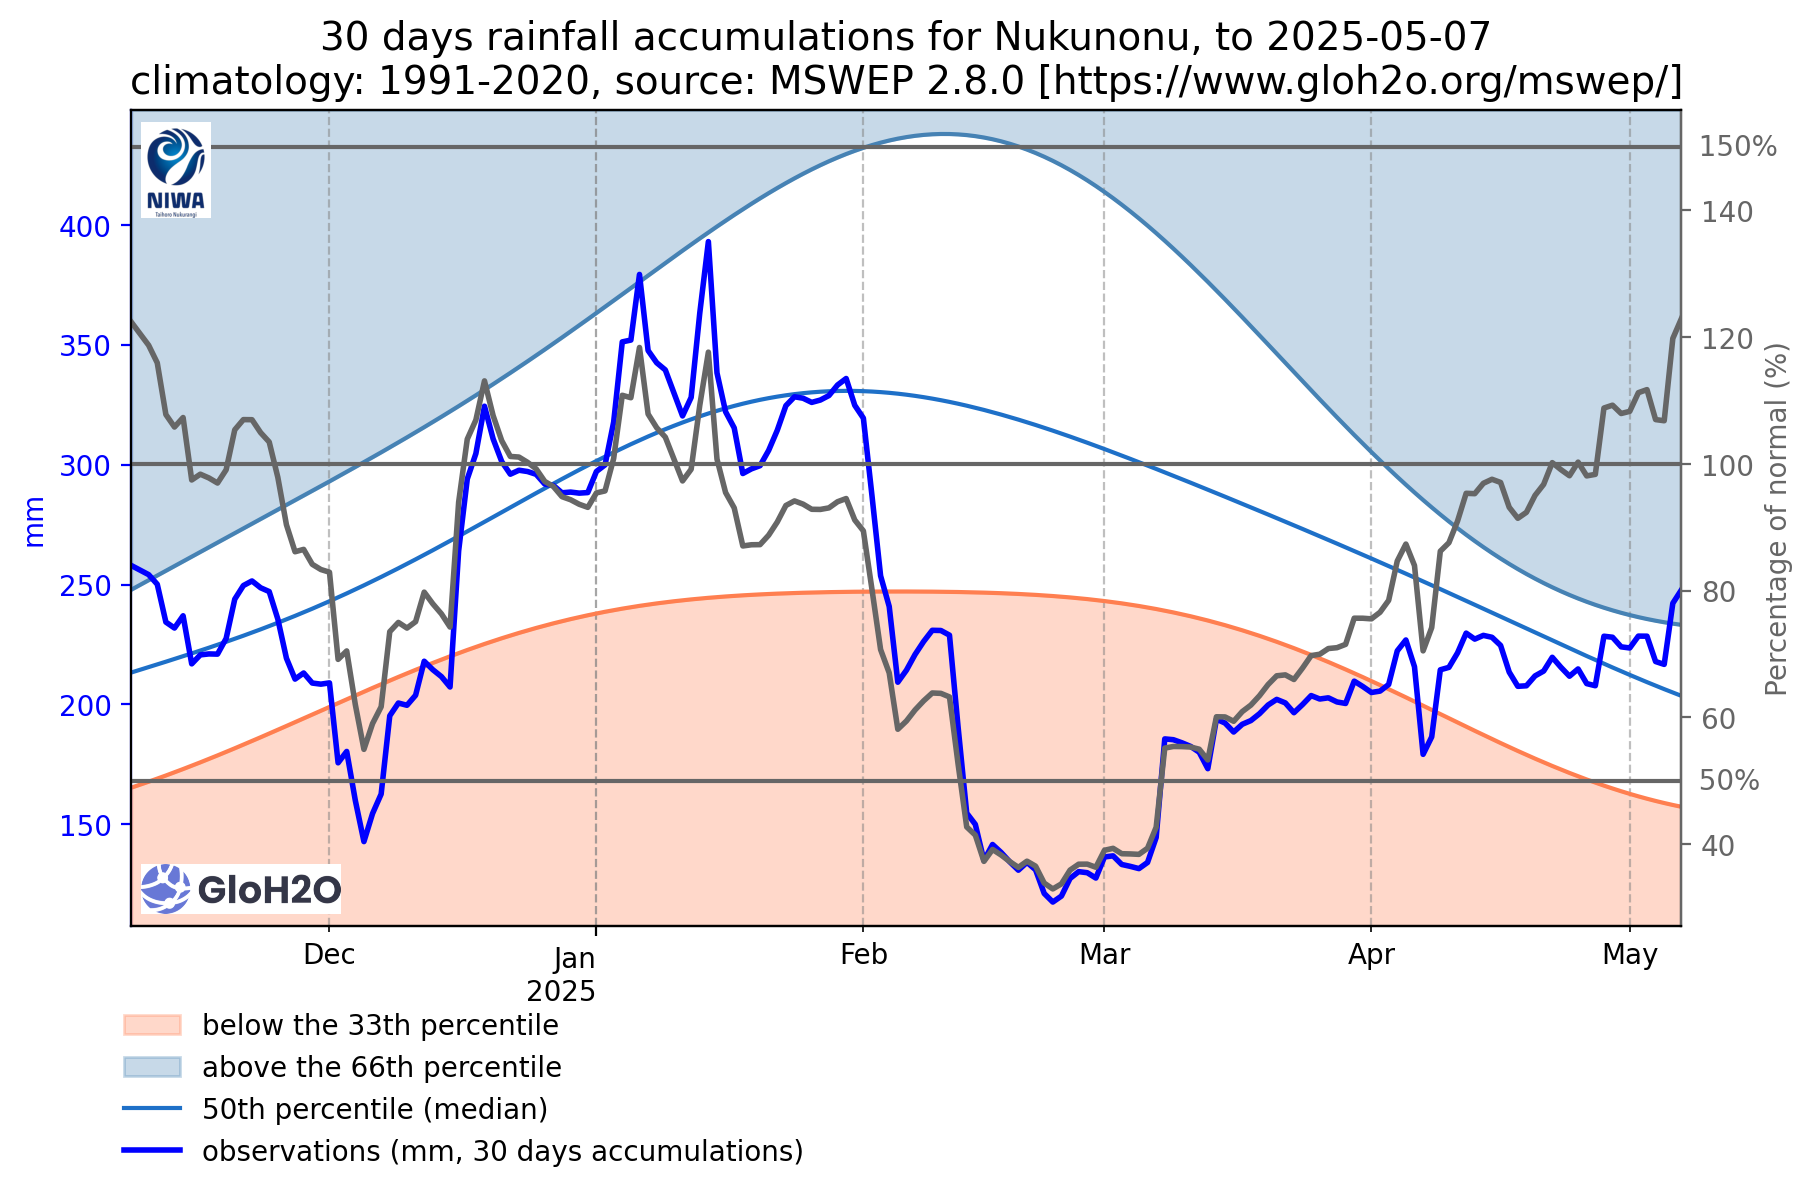 30 days rainfall accumulations for Nukunonu, to 2025-05-07
climatology: 1991-2020, source: MSWEP 2.8.0 [https://www.gloh2o.org/mswep/]
NIWA
Taihoro Nukurangi
150%
140
120
100
80
60
50%
40
Percentage of normal (%)
400
350
300
250
200
150
mm
GloH2O
Dec
Jan
2025
Feb
Mar
Apr
May
below the 33th percentile
above the 66th percentile
50th percentile (median)
observations (mm, 30 days accumulations)